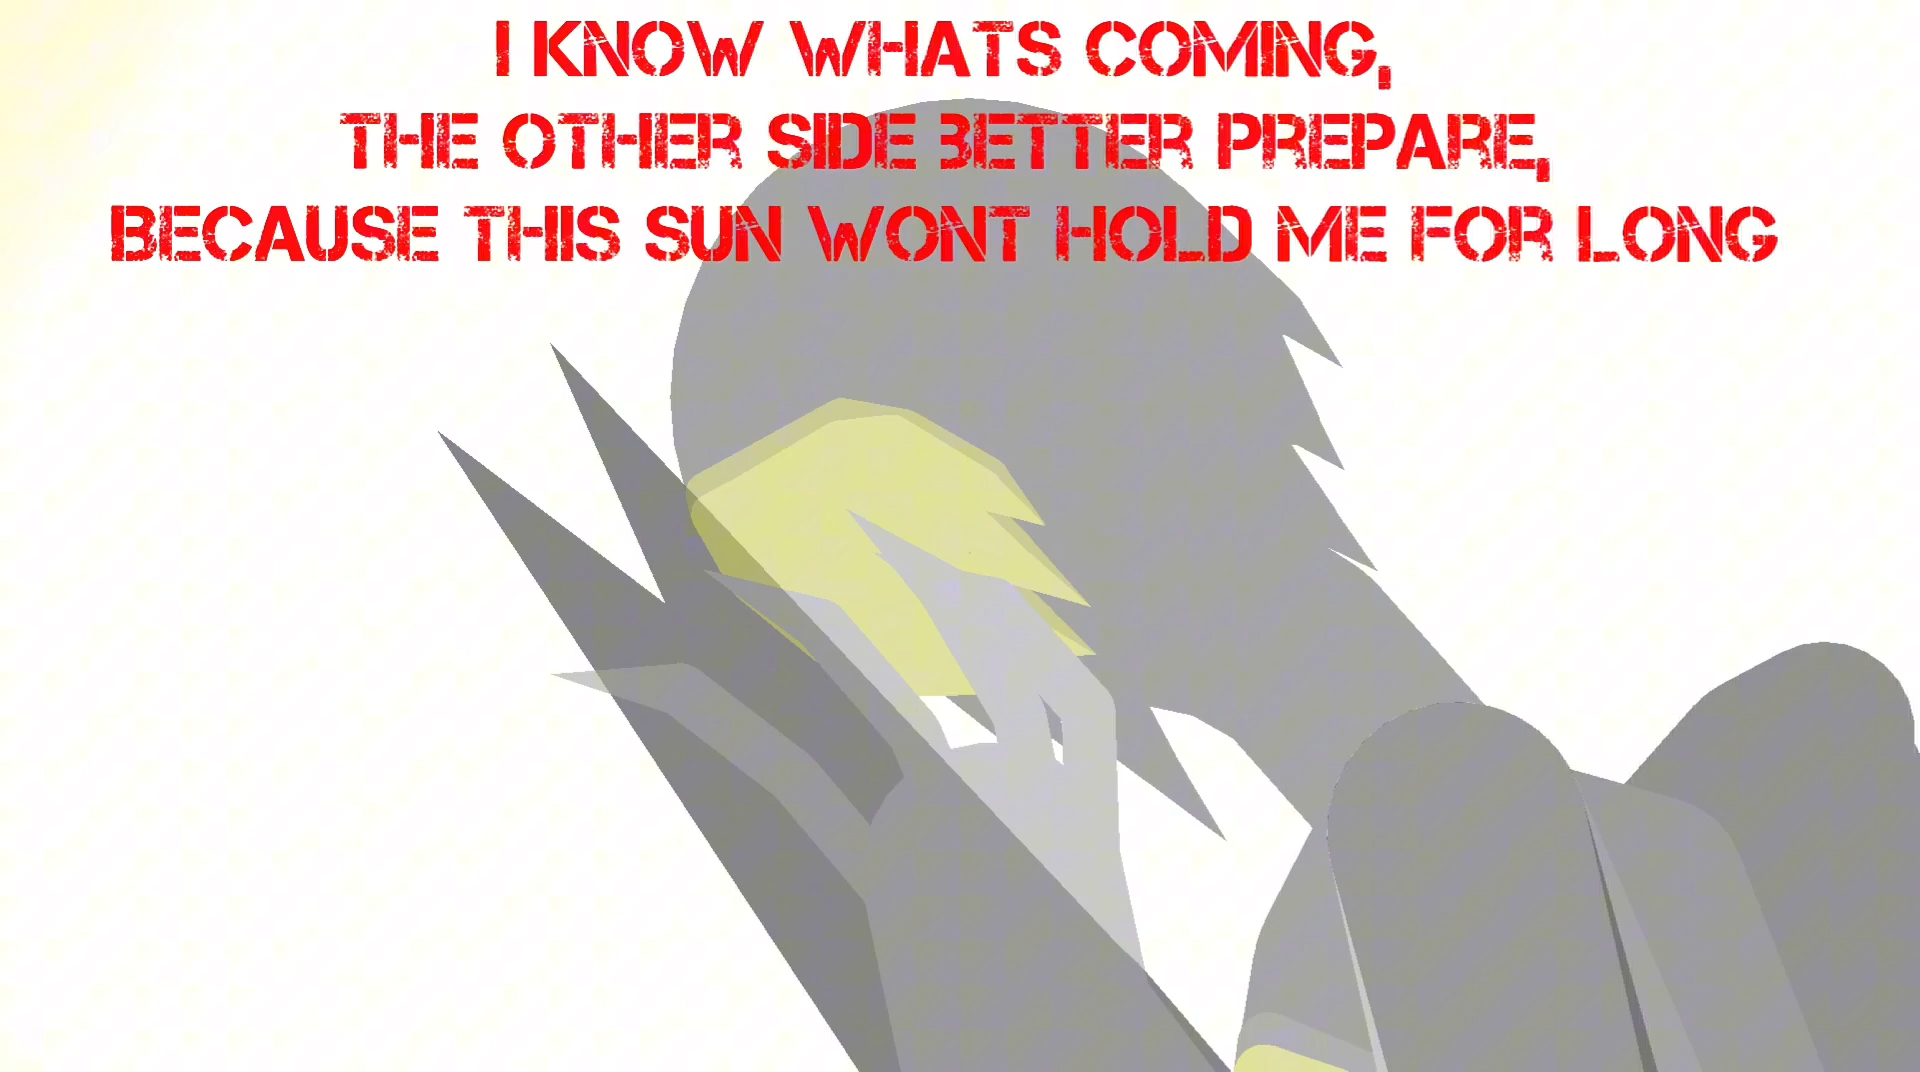 I KNOW WHATS COMING,
THE OTHER SIDE BETTER PREPARE,
BECAUSE THIS SUN WONT HOLD ME FOR LONG